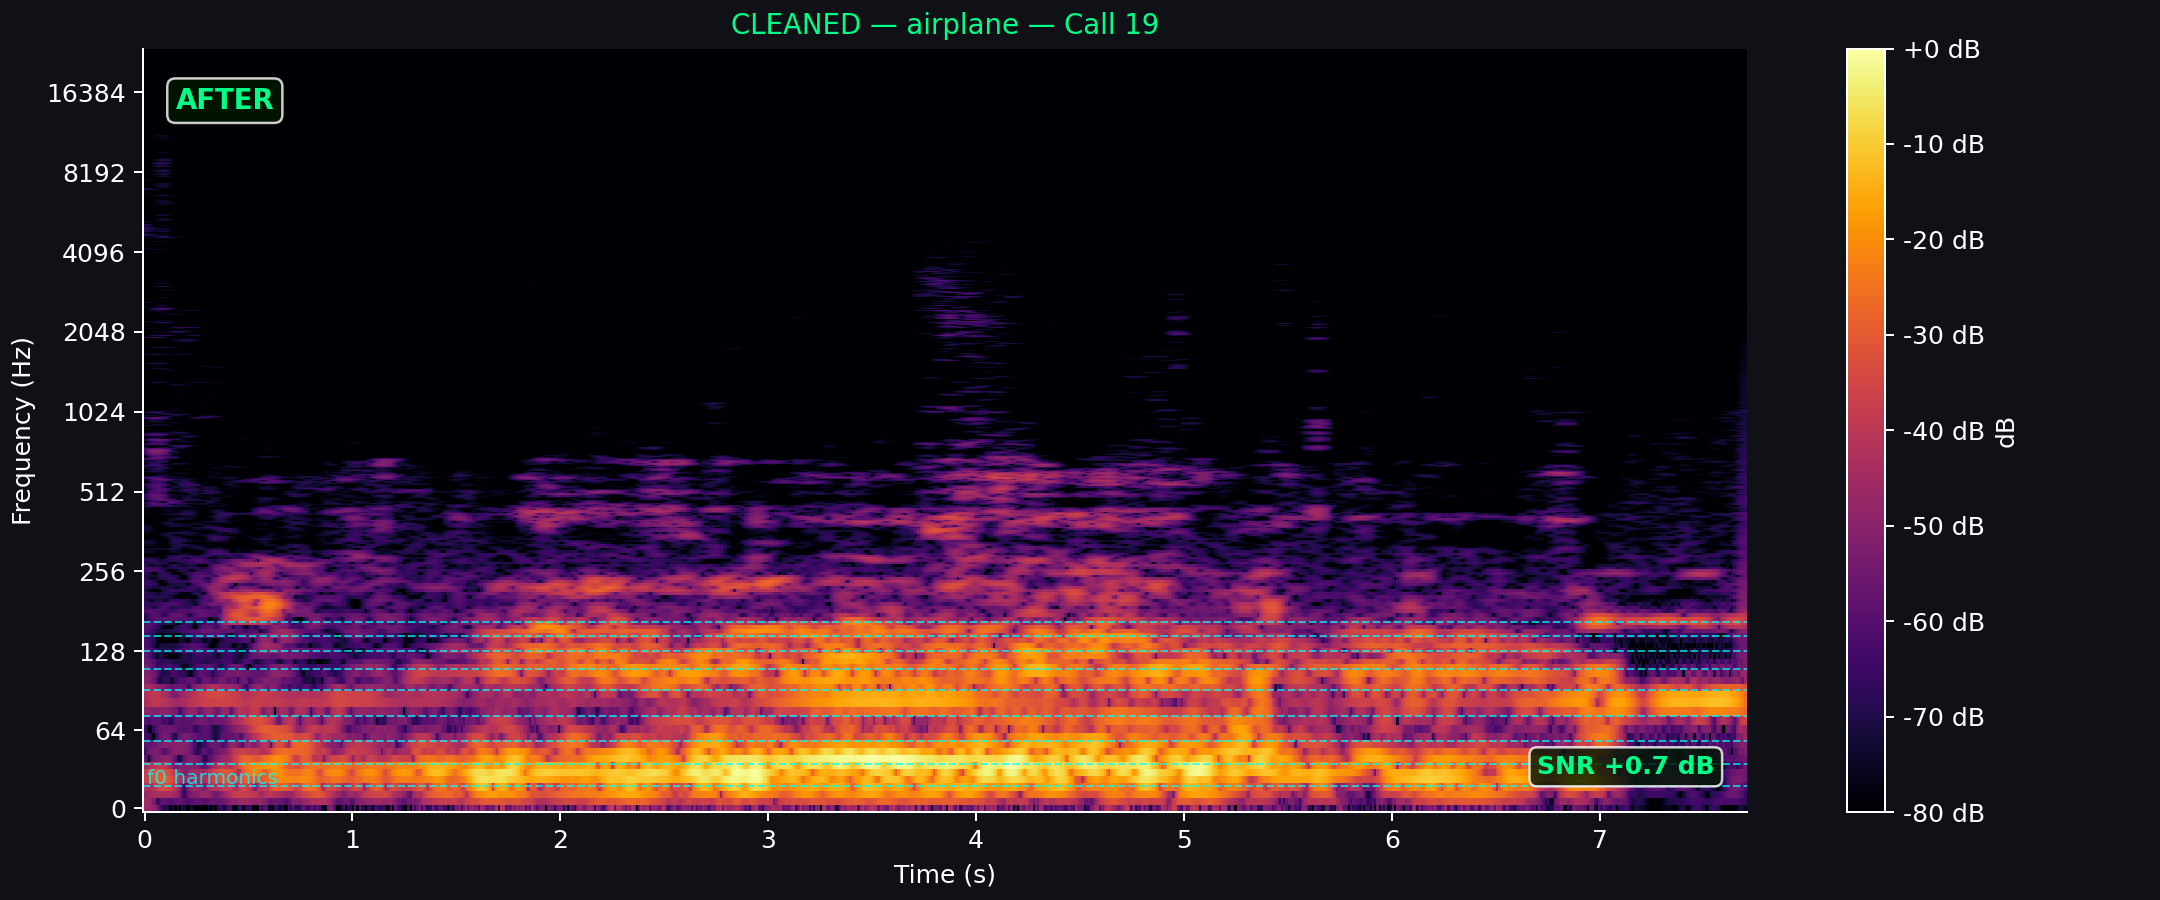 CLEANED — airplane — Call 19
AFTER
Frequency (Hz)
16384
8192
4096
2048
1024
512
256
128
64
0
f0 harmonics
SNR +0.7 dB
0 1 2 3 4 5 6 7
Time (s)
+0 dB
-10 dB
-20 dB
-30 dB
-40 dB
-50 dB
-60 dB
-70 dB
-80 dB
dB